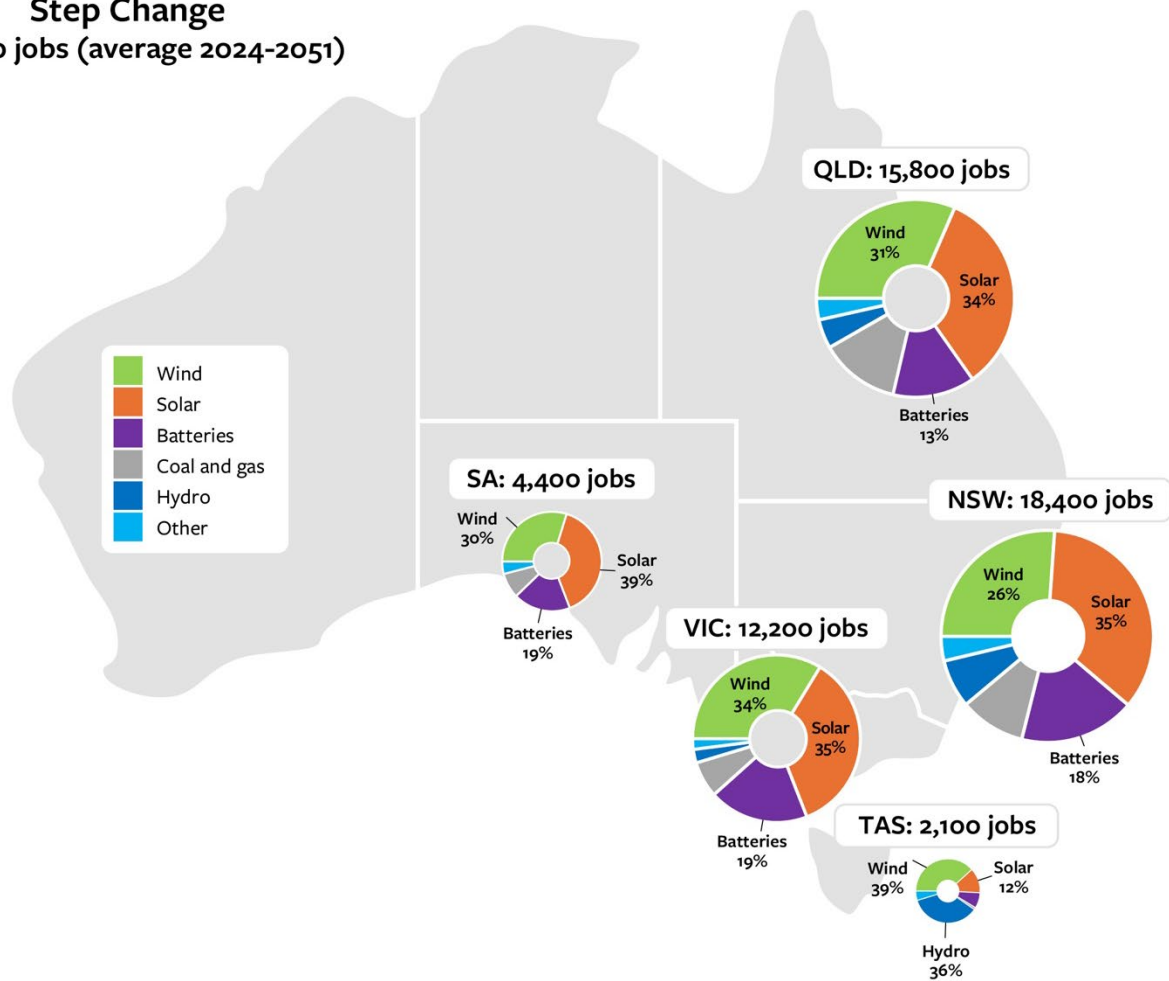 Step Change
jobs (average 2024-2051)
QLD: 15,800 jobs
Wind
31%
Solar
34%
Batteries
13%
Wind
Solar
Batteries
Coal and gas
Hydro
Other
SA: 4,400 jobs
Wind
30%
Solar
39%
Batteries
19%
NSW: 18,400 jobs
Wind
26%
Solar
35%
Batteries
18%
VIC: 12,200 jobs
Wind
34%
Solar
35%
Batteries
19%
TAS: 2,100 jobs
Wind
39%
Solar
12%
Hydro
36%